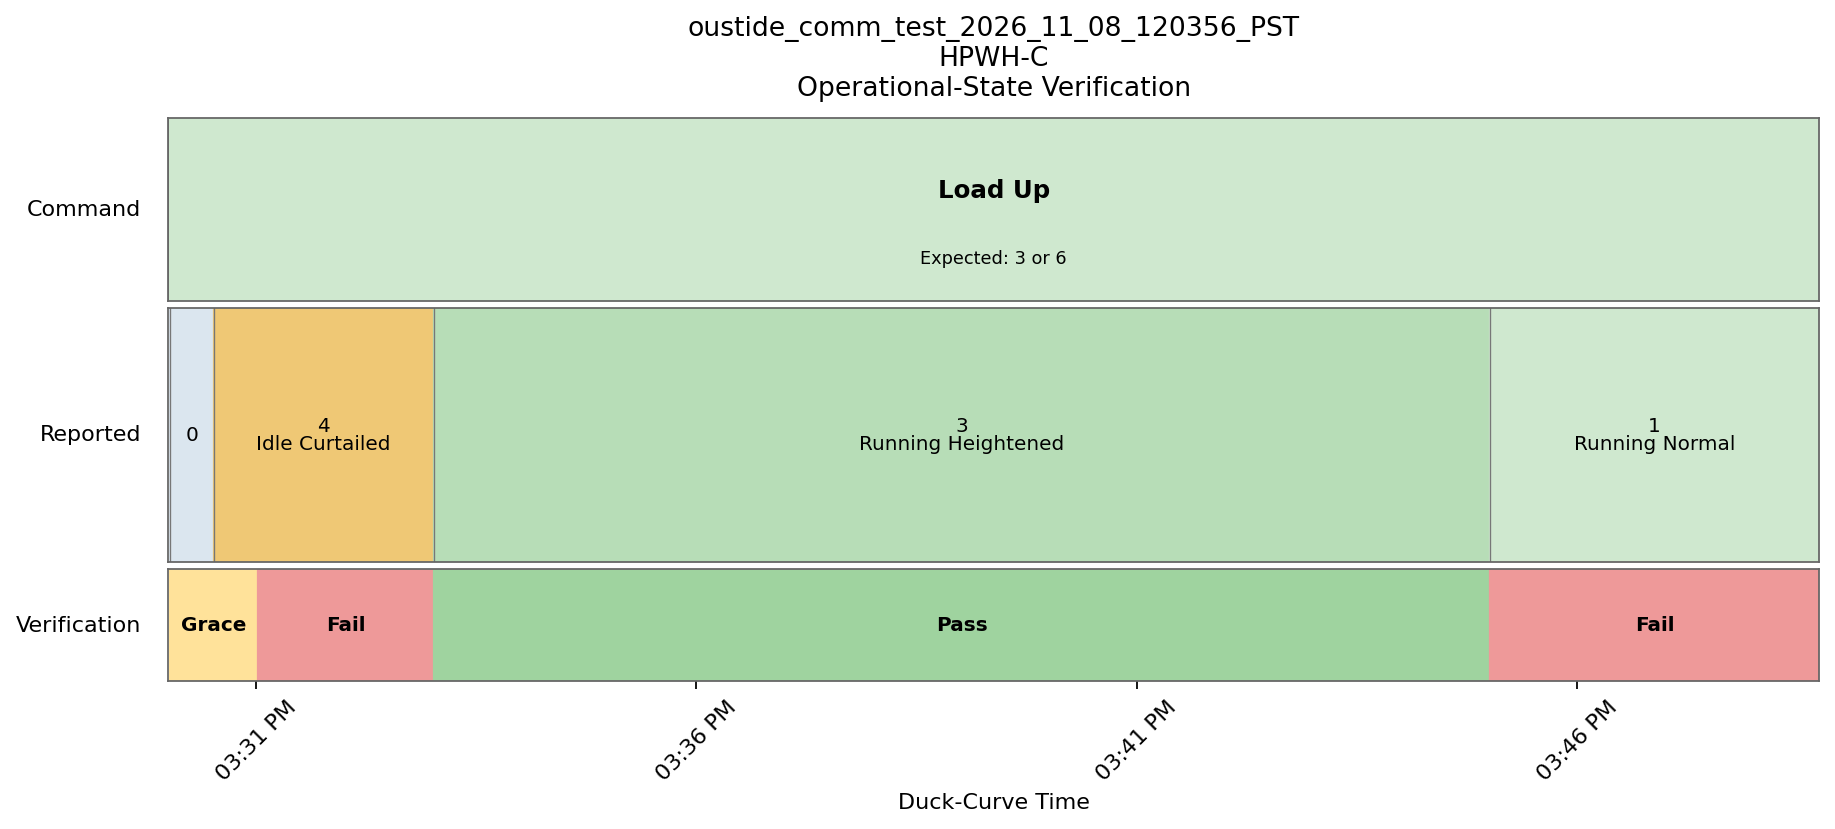 oustide_comm_test_2026_11_08_120356_PST
HPWH-C
Operational-State Verification
Command
Load Up
Expected: 3 or 6
Reported
0
4
Idle Curtailed
3
Running Heightened
1
Running Normal
Verification
Grace
Fail
Pass
Fail
03:31 PM
03:36 PM
03:41 PM
03:46 PM
Duck-Curve Time